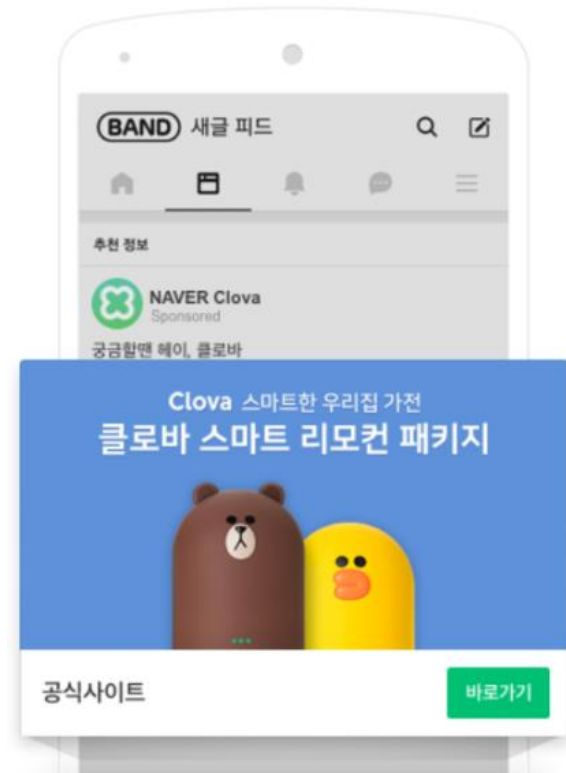 BAND 새글 피드
추천 정보
NAVER Clova
Sponsored
궁금할땐 헤이, 클로바
Clova 스마트한 우리집 가전
클로바 스마트 리모컨 패키지
공식사이트
바로가기